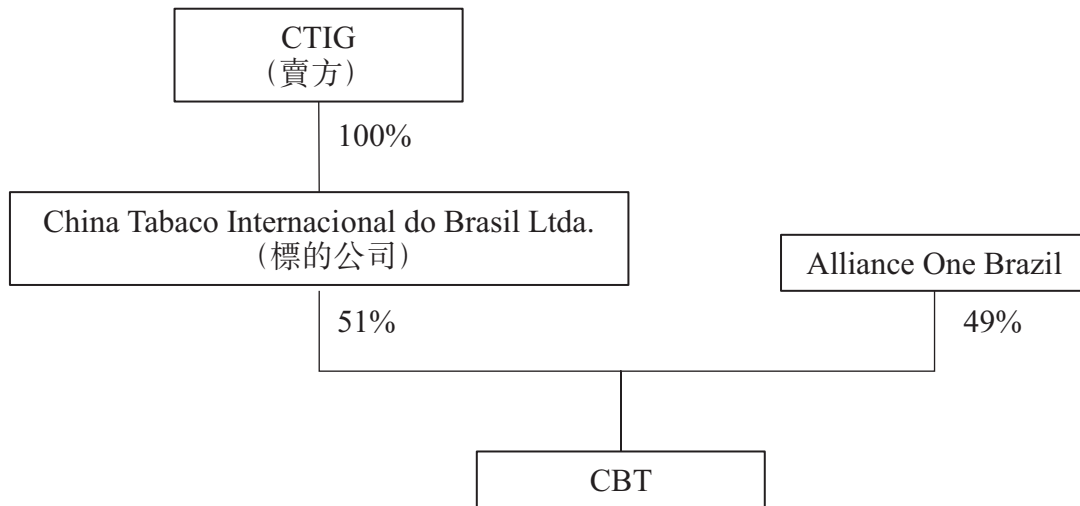 CTIG
(賣方)
100%
China Tabaco Internacional do Brasil Ltda.
(標的公司)
Alliance One Brazil
51%
49%
CBT